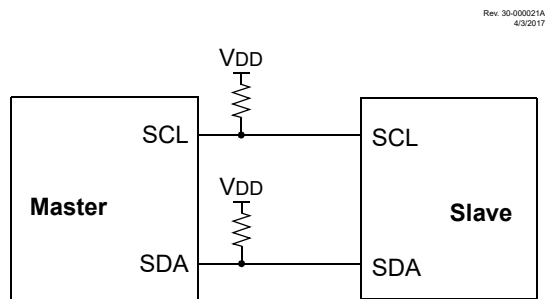 Rev. 30-000021A
4/3/2017
VDD
SCL
SCL
Master
VDD
Slave
SDA
SDA